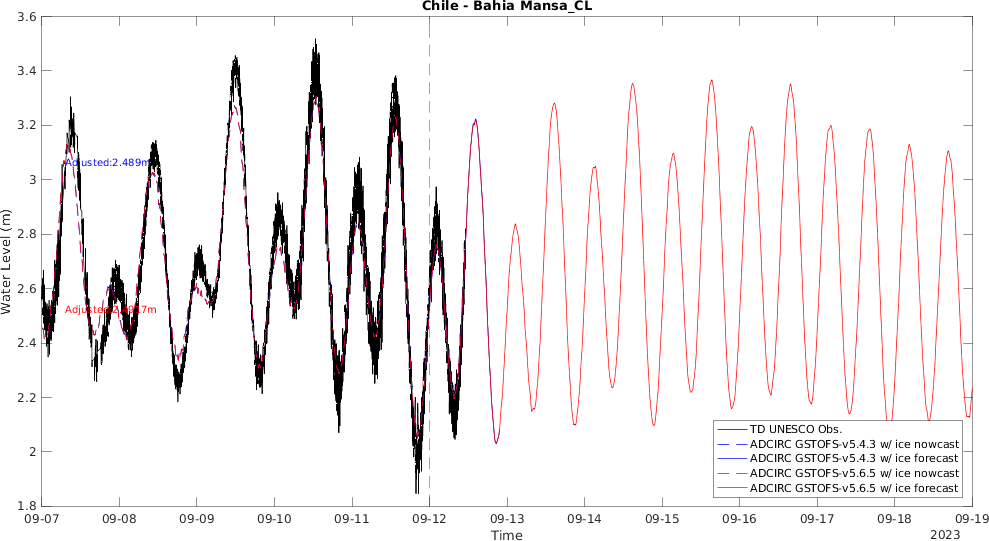 Chile - Bahia Mansa_CL
3.6
3.4
3.2
3
2.8
2.6
2.4
2.2
2
1.8
Water Level (m)
Adjusted:2.489m
09-07 09-08 09-09 09-10 09-11 09-12 09-13 09-14 09-15 09-16 09-17 09-18 09-19
Time
2023
TD UNESCO Obs.
ADCIRC GSTOFS-v5.4.3 w/ ice nowcast
ADCIRC GSTOFS-v5.4.3 w/ ice forecast
ADCIRC GSTOFS-v5.6.5 w/ ice nowcast
ADCIRC GSTOFS-v5.6.5 w/ ice forecast